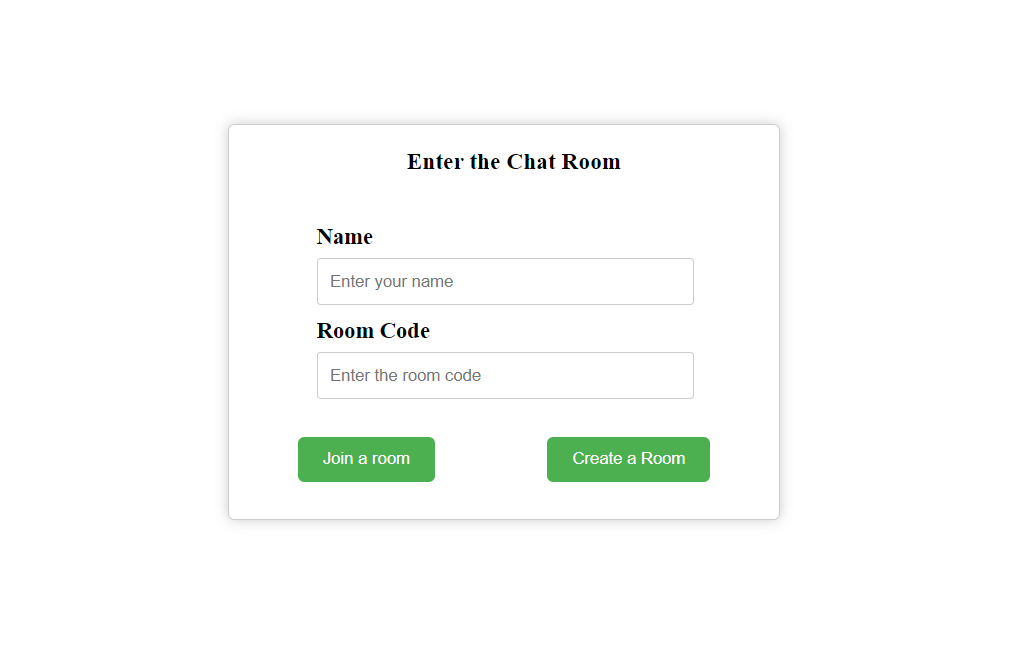 Enter the Chat Room
Name
Enter your name
Room Code
Enter the room code
Join a room
Create a Room